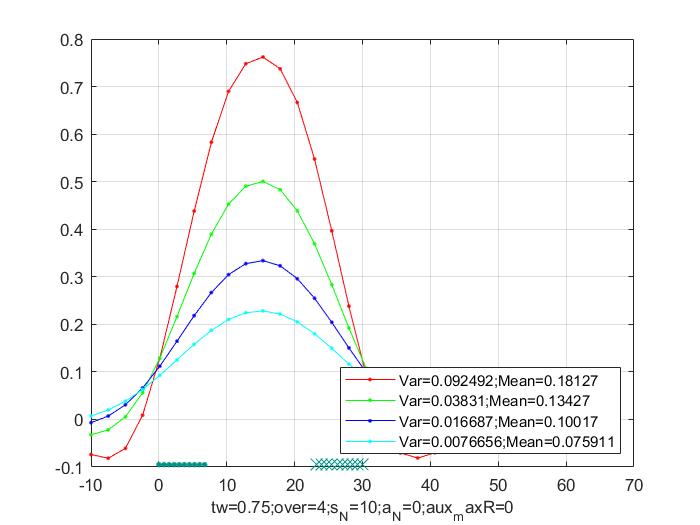 0.8
0.7
0.6
0.5
0.4
0.3
0.2
0.1
0
-0.1
Var=0.092492;Mean=0.18127
Var=0.03831;Mean=0.13427
Var=0.016687;Mean=0.10017
Var=0.0076656;Mean=0.075911
-10 0 10 20 30 40 50 60 70
tw=0.75;over=4;s_N=10;a_N=0;aux_maxR=0